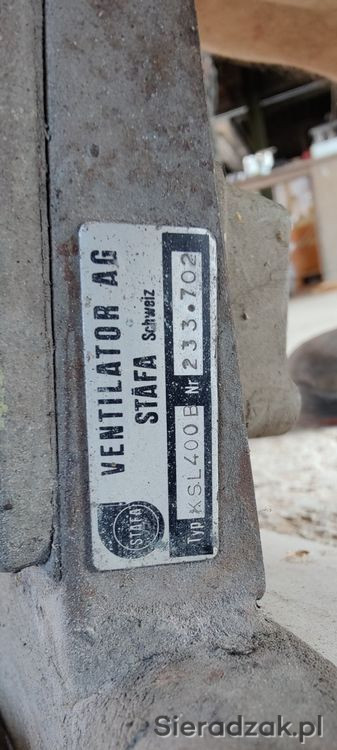 VENTILATOR AG
STÄFA Schweiz
STÄFA
Typ KSL400B Nr 233.702
Sieradzak.pl